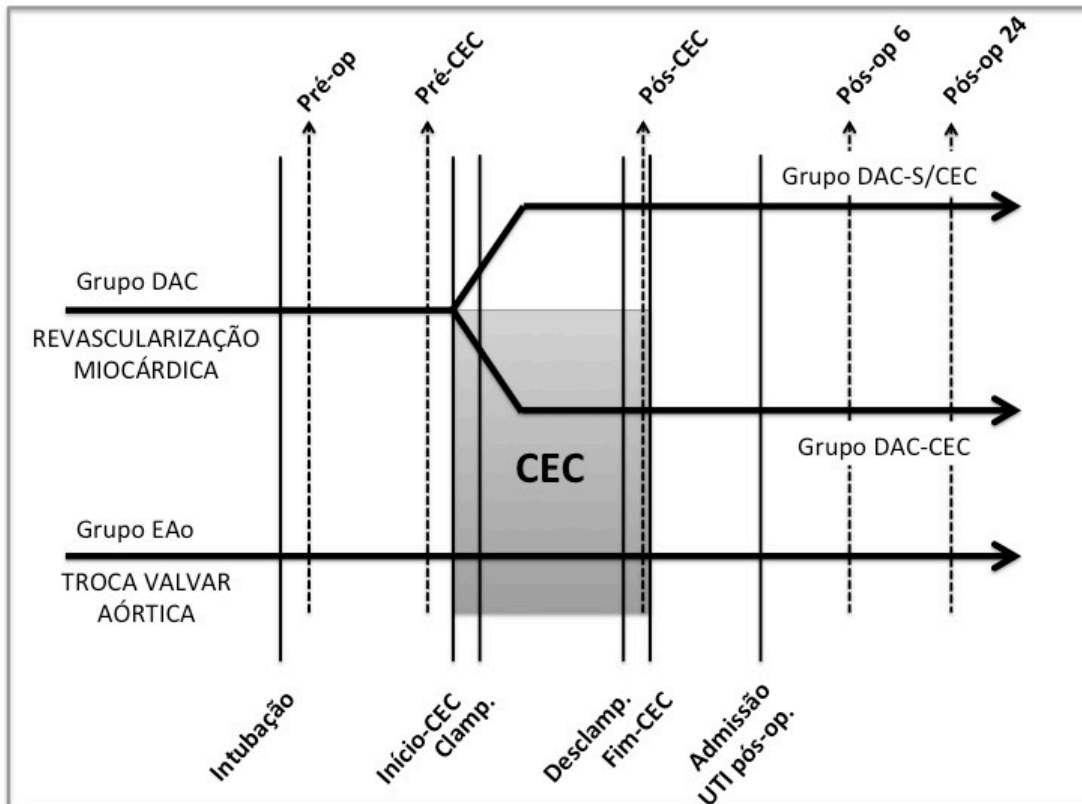 Pré-op
Pré-CEC
Pós-CEC
Pós-op 6
Pós-op 24
Grupo DAC-S/CEC
Grupo DAC
REVASCULARIZAÇÃO
MIOCÁRDICA
CEC
Grupo DAC-CEC
Grupo EAo
TROCA VALVAR
AÓRTICA
Intubação
Início-CEC
Clamp.
Desclamp.
Fim-CEC
Admissão
UTI pós-op.